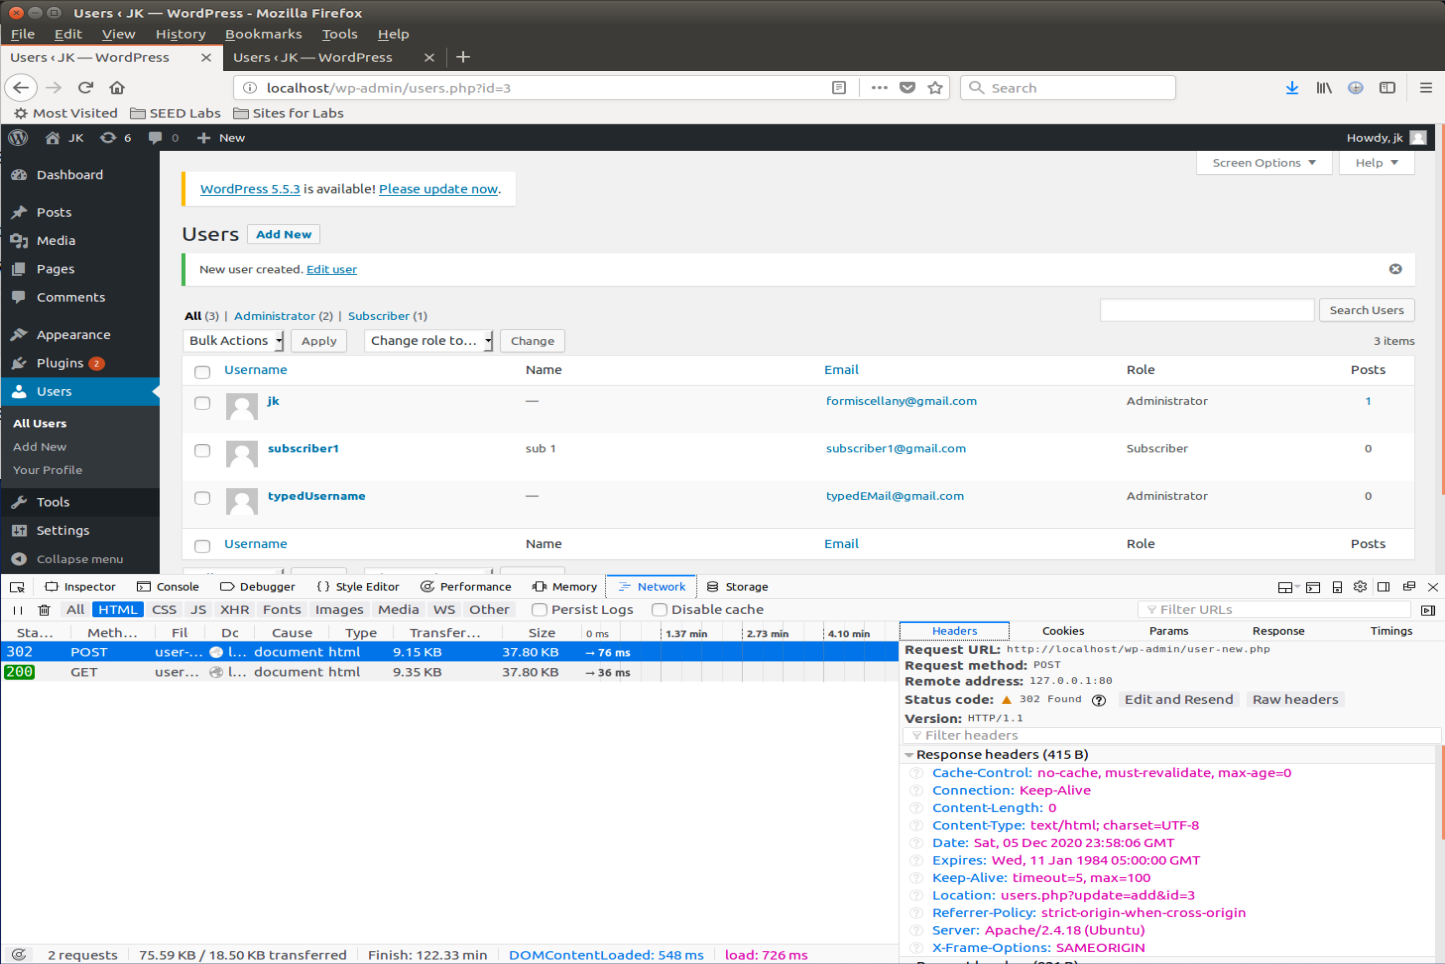 Users ‹ JK — WordPress - Mozilla Firefox
File Edit View History Bookmarks Tools Help
Users ‹ JK — WordPress Users ‹ JK — WordPress
localhost/wp-admin/users.php?id=3 Search
Most Visited SEED Labs Sites for Labs
JK 6 0 New Howdy, jk
Screen Options Help
Dashboard
Posts
Media
Pages
Comments
Appearance
Plugins 2
Users
All Users
Add New
Your Profile
Tools
Settings
Collapse menu
WordPress 5.5.3 is available! Please update now.
Users Add New
New user created. Edit user
All (3) | Administrator (2) | Subscriber (1)
Search Users
Bulk Actions Apply Change role to... Change 3 items
Username Name Email Role Posts
jk — formiscellany@gmail.com Administrator 1
subscriber1 sub 1 subscriber1@gmail.com Subscriber 0
typedUsername — typedEMail@gmail.com Administrator 0
Username Name Email Role Posts
Inspector Console Debugger Style Editor Performance Memory Network Storage
All HTML CSS JS XHR Fonts Images Media WS Other Persist Logs Disable cache Filter URLs
Sta... Meth... Fil Dc Cause Type Transfer... Size 0 ms 1.37 min 2.73 min 4.10 min
302 POST user-... l... document html 9.15 KB 37.80 KB → 76 ms
200 GET user... l... document html 9.35 KB 37.80 KB → 36 ms
Headers Cookies Params Response Timings
Request URL: http://localhost/wp-admin/user-new.php
Request method: POST
Remote address: 127.0.0.1:80
Status code: 302 Found Edit and Resend Raw headers
Version: HTTP/1.1
Filter headers
Response headers (415 B)
Cache-Control: no-cache, must-revalidate, max-age=0
Connection: Keep-Alive
Content-Length: 0
Content-Type: text/html; charset=UTF-8
Date: Sat, 05 Dec 2020 23:58:06 GMT
Expires: Wed, 11 Jan 1984 05:00:00 GMT
Keep-Alive: timeout=5, max=100
Location: users.php?update=add&id=3
Referrer-Policy: strict-origin-when-cross-origin
Server: Apache/2.4.18 (Ubuntu)
X-Frame-Options: SAMEORIGIN
2 requests 75.59 KB / 18.50 KB transferred Finish: 122.33 min DOMContentLoaded: 548 ms load: 726 ms